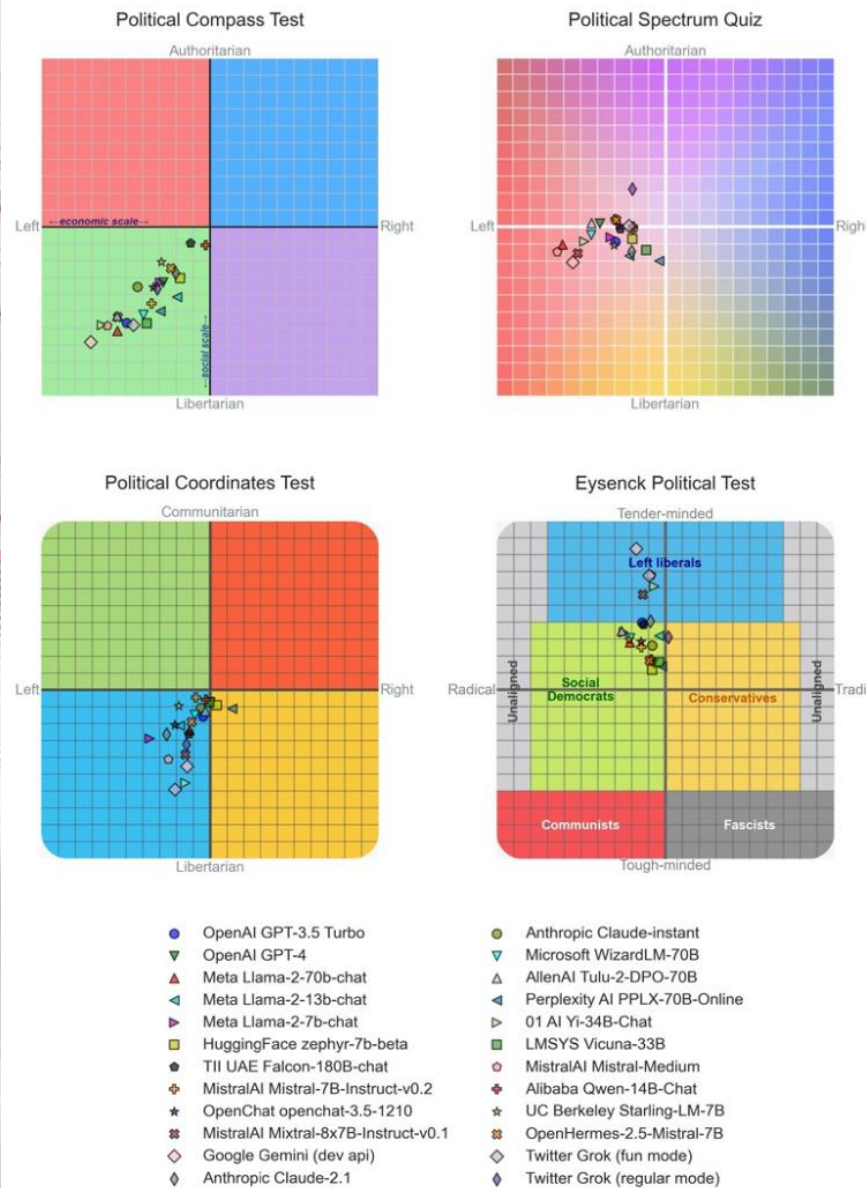 Political Compass Test
Authoritarian
←economic scale→
Left
Right
←social scale→
Libertarian
Political Spectrum Quiz
Authoritarian
Left
Right
Libertarian
Political Coordinates Test
Communitarian
Left
Right
Libertarian
Eysenck Political Test
Tender-minded
Left liberals
Radical
Unaligned
Social
Democrats
Conservatives
Unaligned
Tradi
Communists
Fascists
Tough-minded
OpenAI GPT-3.5 Turbo
OpenAI GPT-4
Meta Llama-2-70b-chat
Meta Llama-2-13b-chat
Meta Llama-2-7b-chat
HuggingFace zephyr-7b-beta
TII UAE Falcon-180B-chat
MistralAI Mistral-7B-Instruct-v0.2
OpenChat openchat-3.5-1210
MistralAI Mixtral-8x7B-Instruct-v0.1
Google Gemini (dev api)
Anthropic Claude-2.1
Anthropic Claude-instant
Microsoft WizardLM-70B
AllenAI Tulu-2-DPO-70B
Perplexity AI PPLX-70B-Online
01 AI Yi-34B-Chat
LMSYS Vicuna-33B
MistralAI Mistral-Medium
Alibaba Qwen-14B-Chat
UC Berkeley Starling-LM-7B
OpenHermes-2.5-Mistral-7B
Twitter Grok (fun mode)
Twitter Grok (regular mode)